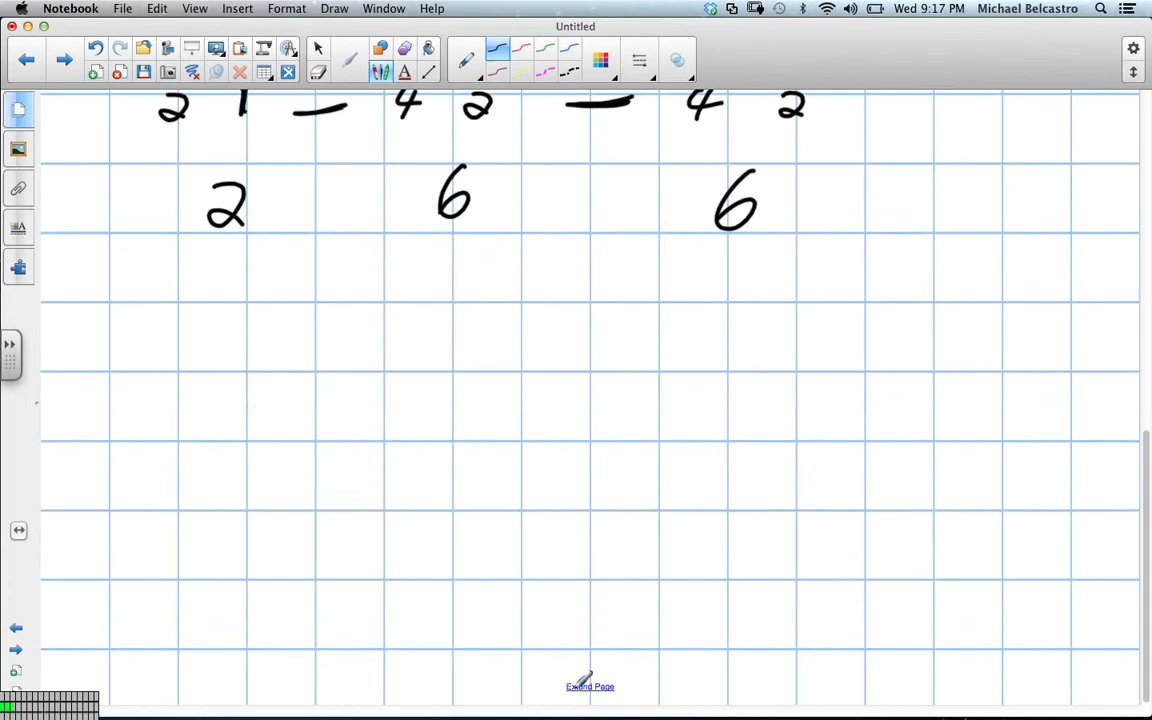 Notebook File Edit View Insert Format Draw Window Help Wed 9:17 PM Michael Belcastro
Untitled
2 1 — 4 2 — 4 2
2 6 6
Extend Page